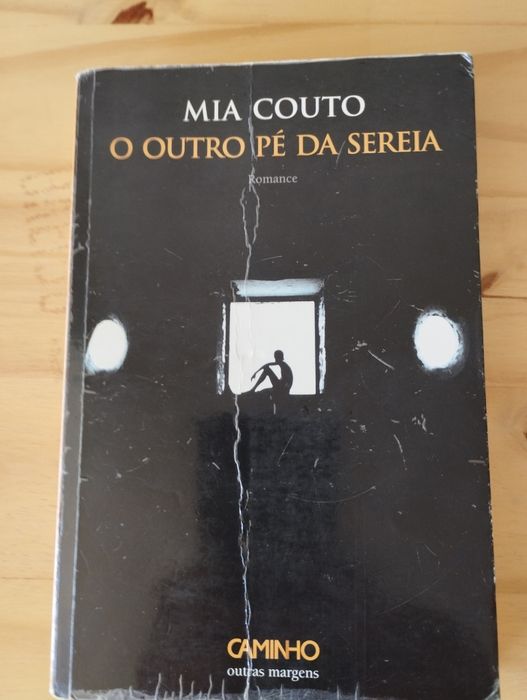 MIA COUTO
O OUTRO PÉ DA SEREIA
Romance
CAMINHO
outras margens